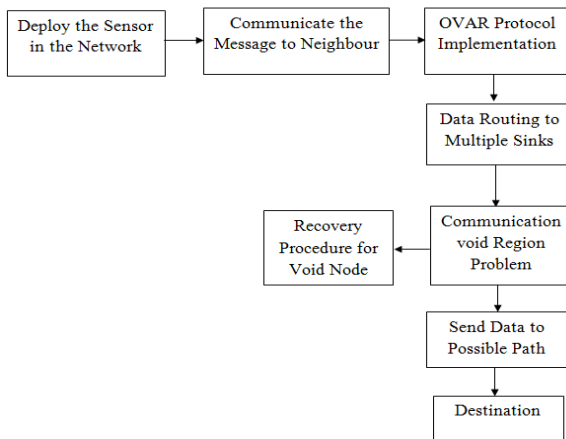 Deploy the Sensor
in the Network
Communicate the
Message to Neighbour
OVAR Protocol
Implementation
Data Routing to
Multiple Sinks
Communication
void Region
Problem
Recovery
Procedure for
Void Node
Send Data to
Possible Path
Destination